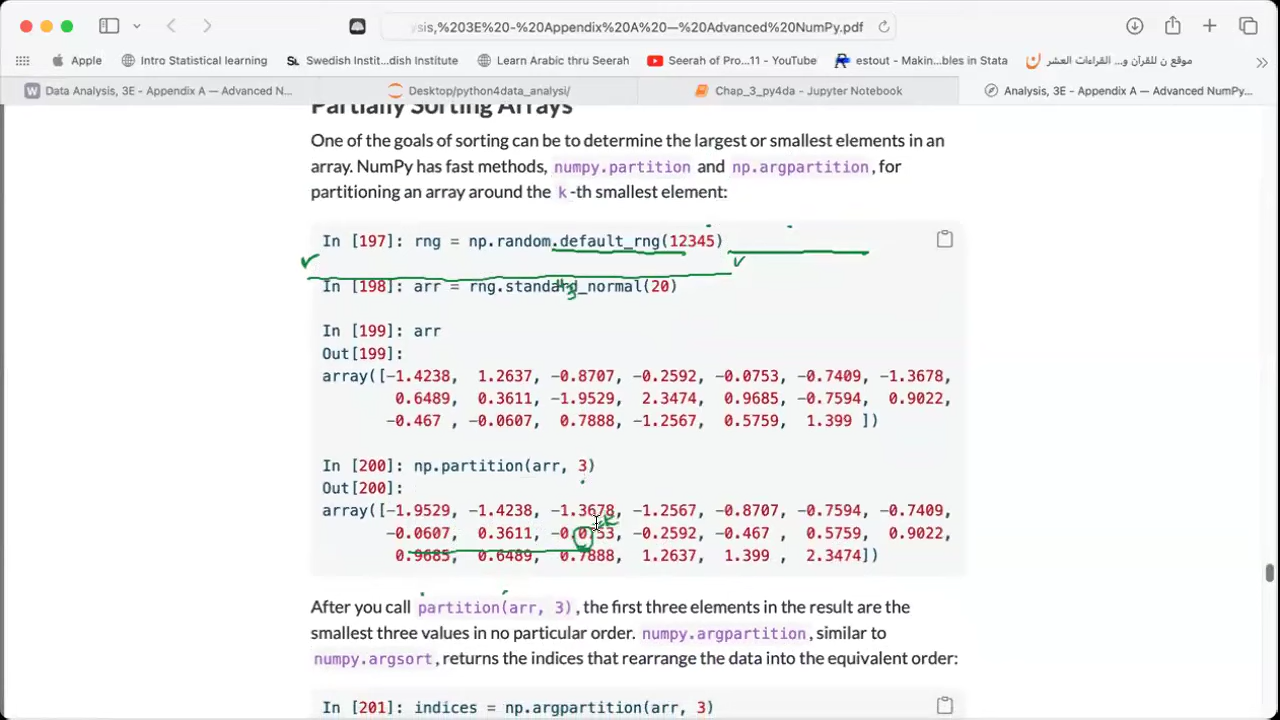 ısis,%203E%20-%20Appendix%20A%20—%20Advanced%20NumPy.pdf
Apple Intro Statistical learning Swedish Instit...dish Institute Learn Arabic thru Seerah Seerah of Pro...11 - YouTube estout - Makin...bles in Stata موقع ن للقرآن و... القراءات العشر
Data Analysis, 3E - Appendix A — Advanced N... Desktop/python4data_analysi/ Chap_3_py4da - Jupyter Notebook Analysis, 3E - Appendix A — Advanced NumPy...
Partially Sorting Arrays
One of the goals of sorting can be to determine the largest or smallest elements in an
array. NumPy has fast methods, numpy.partition and np.argpartition, for
partitioning an array around the k-th smallest element:
In [197]: rng = np.random.default_rng(12345)
In [198]: arr = rng.standard_normal(20)
In [199]: arr
Out[199]:
array([-1.4238, 1.2637, -0.8707, -0.2592, -0.0753, -0.7409, -1.3678,
0.6489, 0.3611, -1.9529, 2.3474, 0.9685, -0.7594, 0.9022,
-0.467 , -0.0607, 0.7888, -1.2567, 0.5759, 1.399 ])
In [200]: np.partition(arr, 3)
Out[200]:
array([-1.9529, -1.4238, -1.3678, -1.2567, -0.8707, -0.7594, -0.7409,
-0.0607, 0.3611, -0.0753, -0.2592, -0.467 , 0.5759, 0.9022,
0.9685, 0.6489, 0.7888, 1.2637, 1.399 , 2.3474])
After you call partition(arr, 3), the first three elements in the result are the
smallest three values in no particular order. numpy.argpartition, similar to
numpy.argsort, returns the indices that rearrange the data into the equivalent order:
In [201]: indices = np.argpartition(arr, 3)